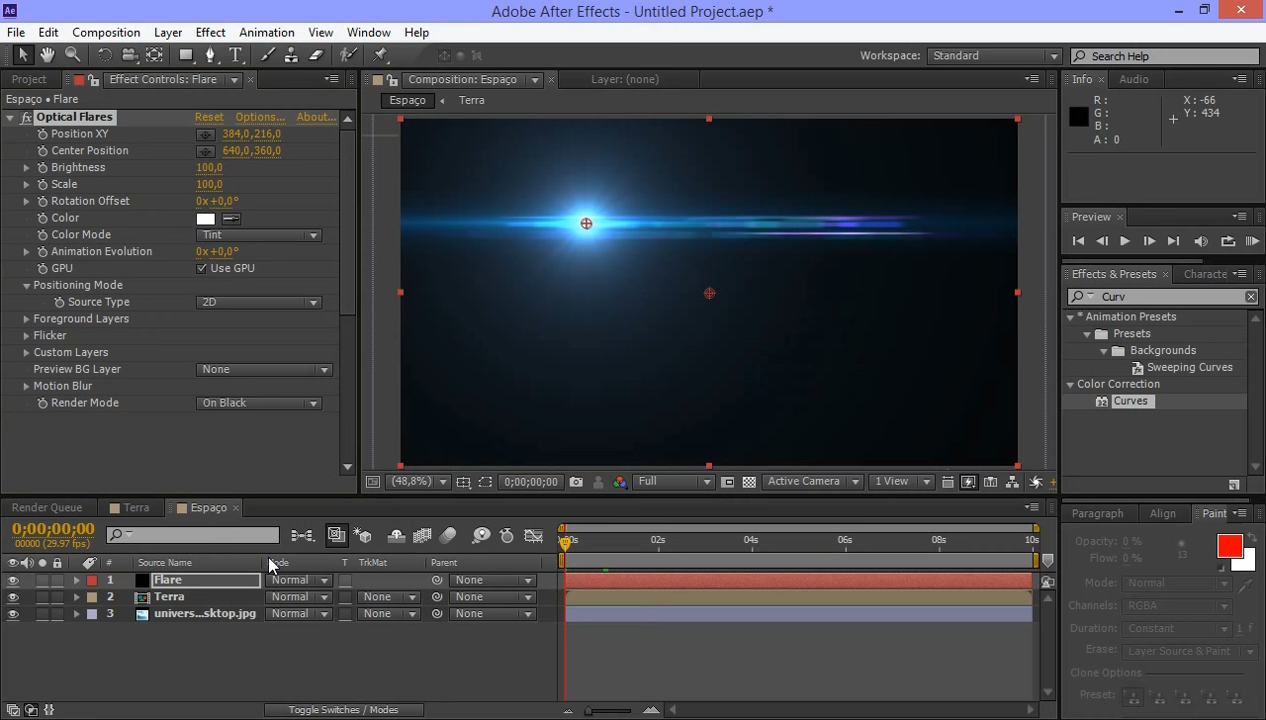 Ae
Adobe After Effects - Untitled Project.aep *
File Edit Composition Layer Effect Animation View Window Help
Workspace: Standard Search Help
Project Effect Controls: Flare Composition: Espaço Layer: (none) Info Audio
Espaço • Flare
Espaço Terra
R: X: -66
G: Y: 434
B:
A: 0
fx Optical Flares Reset Options... About...
Position XY 384,0,216,0
Center Position 640,0,360,0
Brightness 100,0
Scale 100,0
Rotation Offset 0x+0,0°
Color
Color Mode Tint
Animation Evolution 0x+0,0°
GPU Use GPU
Positioning Mode
Source Type 2D
Foreground Layers
Flicker
Custom Layers
Preview BG Layer None
Motion Blur
Render Mode On Black
Preview
Effects & Presets Characte
Curv
* Animation Presets
Presets
Backgrounds
Sweeping Curves
Color Correction
32 Curves
(48,8%) 0;00;00;00 Full Active Camera 1 View
Render Queue Terra Espaço
0;00;00;00
00000 (29.97 fps)
:00s 02s 04s 06s 08s 10s
# Source Name Mode T TrkMat Parent
1 Flare Normal None
2 Terra Normal None None
3 univers...sktop.jpg Normal None None
Toggle Switches / Modes
Paragraph Align Paint
Opacity: 0 %
Flow: 0 % 13
Mode: Normal
Channels: RGBA
Duration: Constant 1 f
Erase: Layer Source & Paint
Clone Options
Preset: